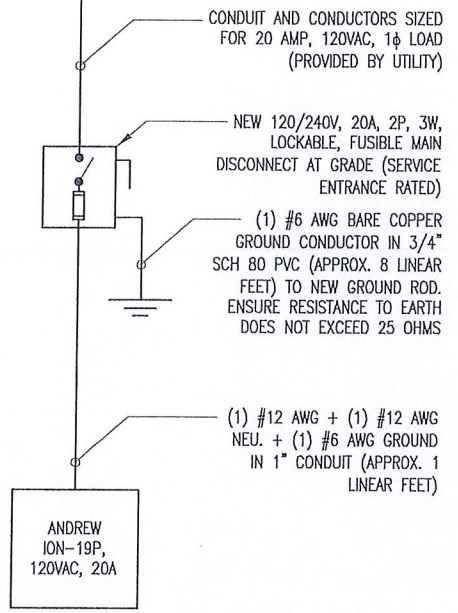 CONDUIT AND CONDUCTORS SIZED
FOR 20 AMP, 120VAC, 1ϕ LOAD
(PROVIDED BY UTILITY)
NEW 120/240V, 20A, 2P, 3W,
LOCKABLE, FUSIBLE MAIN
DISCONNECT AT GRADE (SERVICE
ENTRANCE RATED)
(1) #6 AWG BARE COPPER
GROUND CONDUCTOR IN 3/4"
SCH 80 PVC (APPROX. 8 LINEAR
FEET) TO NEW GROUND ROD.
ENSURE RESISTANCE TO EARTH
DOES NOT EXCEED 25 OHMS
(1) #12 AWG + (1) #12 AWG
NEU. + (1) #6 AWG GROUND
IN 1" CONDUIT (APPROX. 1
LINEAR FEET)
ANDREW
ION-19P,
120VAC, 20A